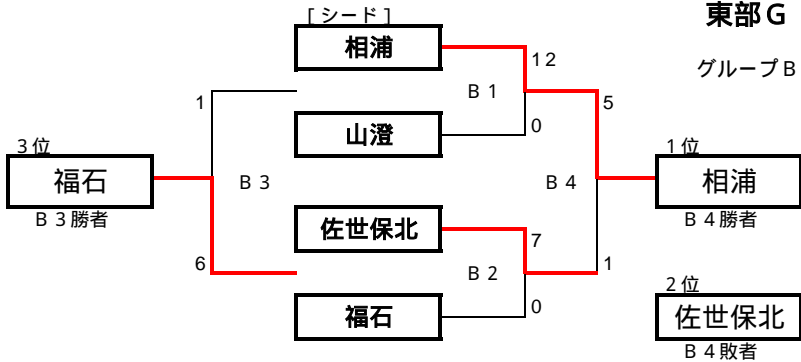 [シード]
東部G
相浦
12
グループB
B1
1
5
山澄
0
3位
1位
福石
B3
B4
相浦
B3勝者
B4勝者
佐世保北
7
6
B2
1
2位
福石
0
佐世保北
B4敗者